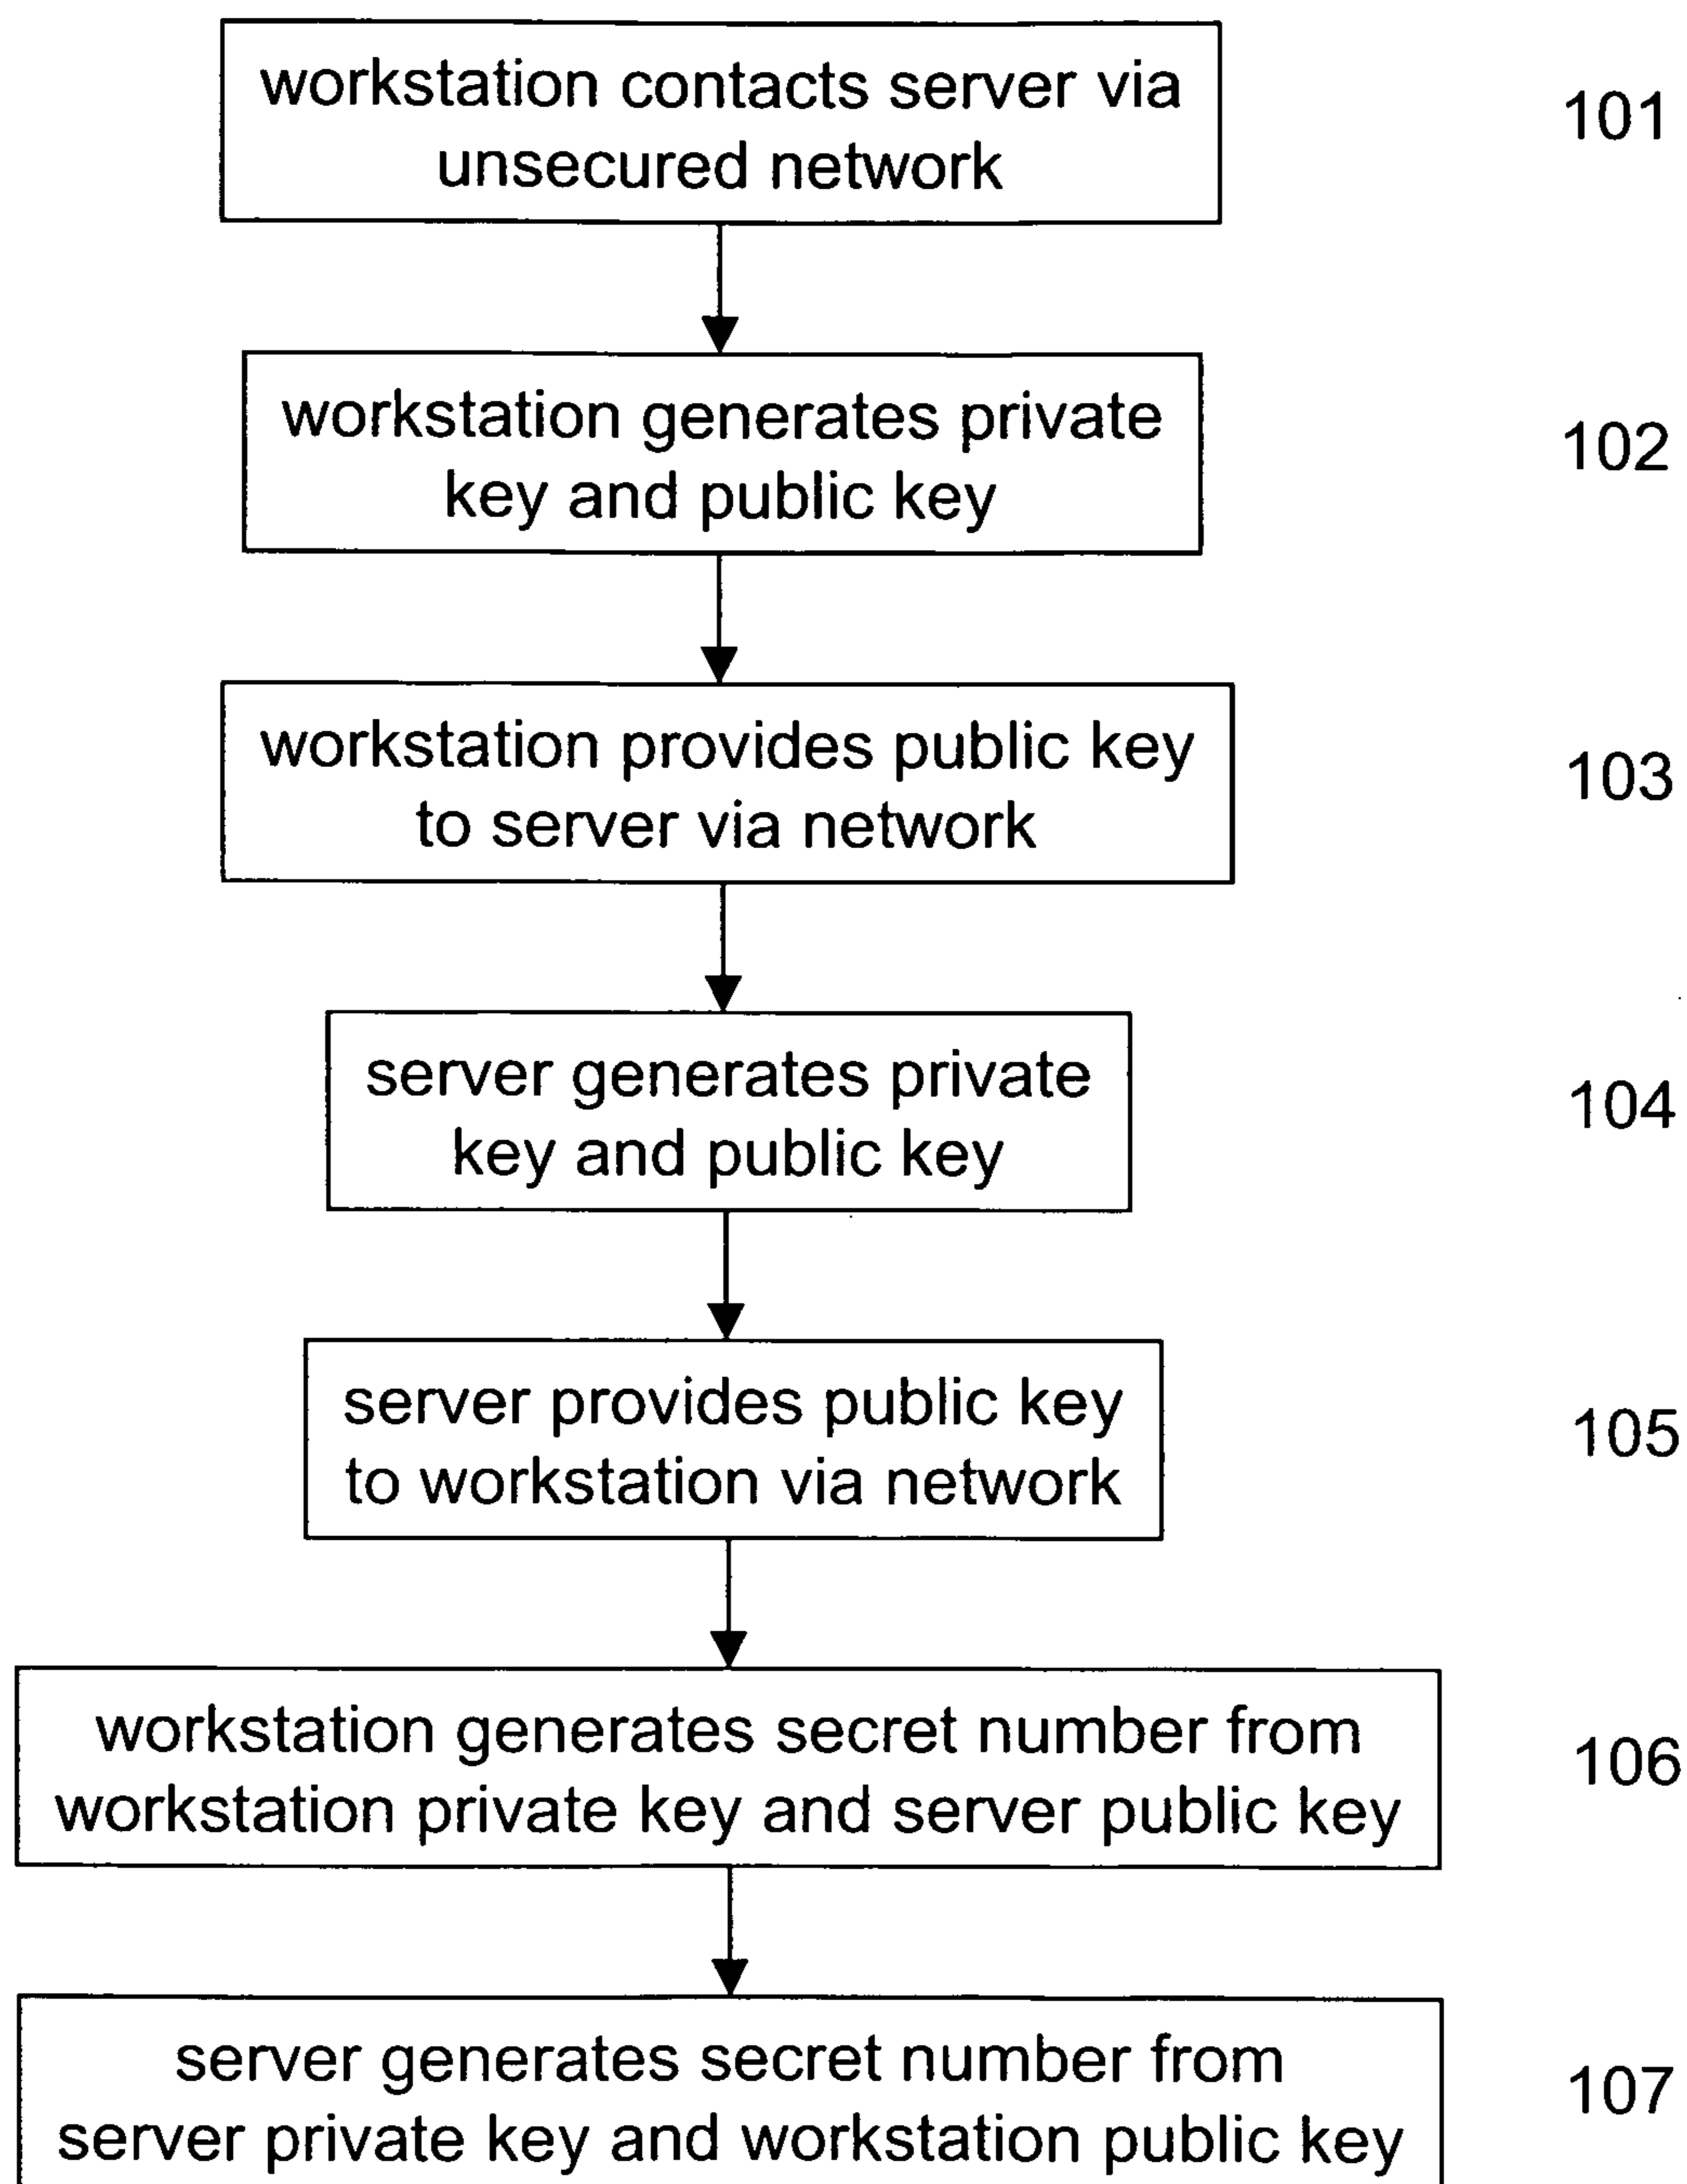 workstation contacts server via
unsecured network
101
workstation generates private
key and public key
102
workstation provides public key
to server via network
103
server generates private
key and public key
104
server provides public key
to workstation via network
105
workstation generates secret number from
workstation private key and server public key
106
server generates secret number from
server private key and workstation public key
107